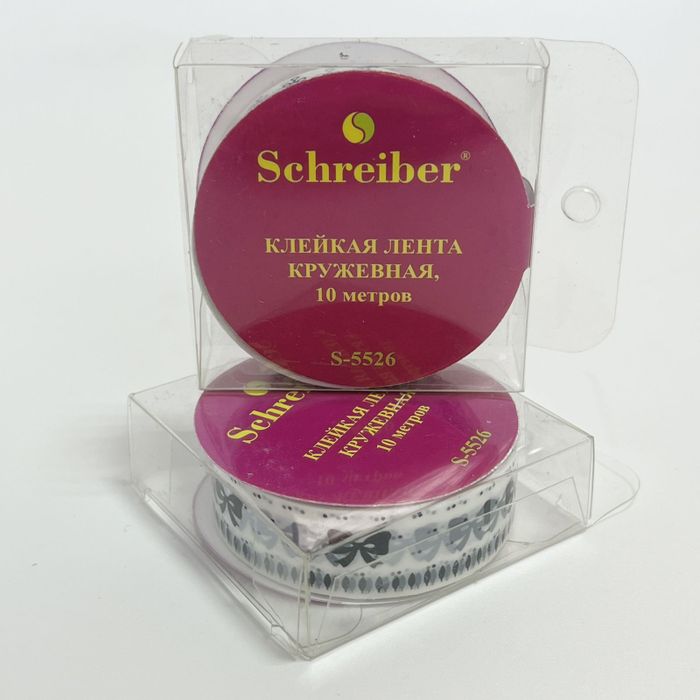 Schreiber®
КЛЕЙКАЯ ЛЕНТА
КРУЖЕВНАЯ,
10 метров
S-5526
Schreiber
КЛЕЙКАЯ ЛЕНТА
КРУЖЕВНАЯ,
10 метров
S-5526